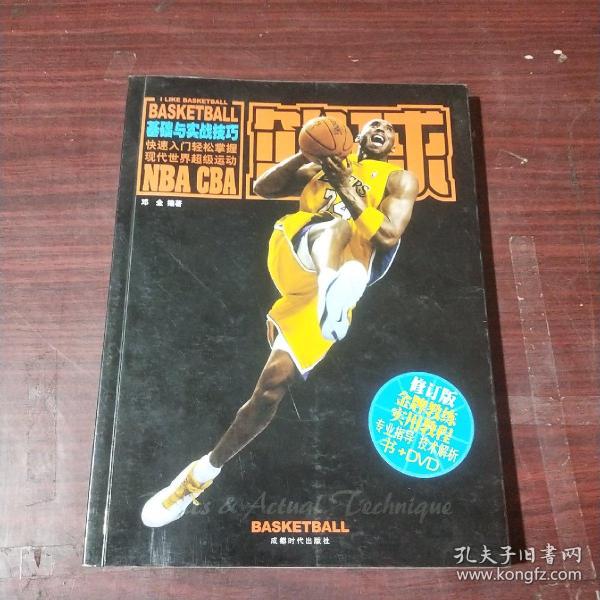 I LIKE BASKETBALL
BASKETBALL
基础与实战技巧
快速入门轻松掌握
现代世界超级运动
NBA CBA
篮球
邓 编著
LAKERS
24
修订版
金牌教练
实用教程
专业指导 技术解析
书+DVD
& Actual Technique
BASKETBALL
成都时代出版社
孔夫子旧书网
www.kongfz.com